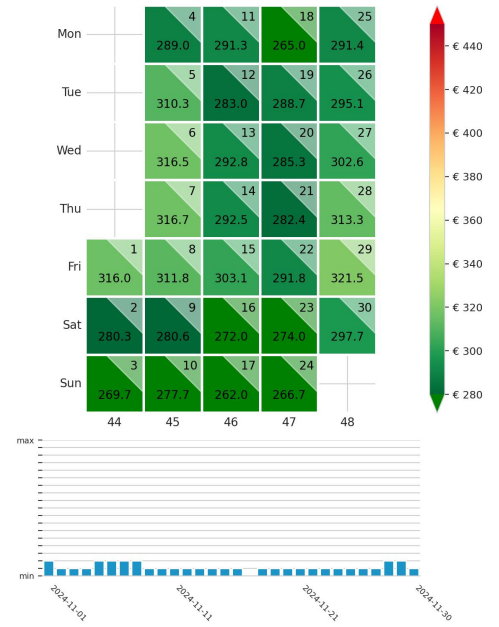 Mon 4 11 18 25
289.0 291.3 265.0 291.4
Tue 5 12 19 26
310.3 283.0 288.7 295.1
Wed 6 13 20 27
316.5 292.8 285.3 302.6
Thu 7 14 21 28
316.7 292.5 282.4 313.3
Fri 1 8 15 22 29
316.0 311.8 303.1 291.8 321.5
Sat 2 9 16 23 30
280.3 280.6 272.0 274.0 297.7
Sun 3 10 17 24
269.7 277.7 262.0 266.7
44 45 46 47 48
€ 440
€ 420
€ 400
€ 380
€ 360
€ 340
€ 320
€ 300
€ 280
max
min
2024-11-01 2024-11-11 2024-11-21 2024-11-30